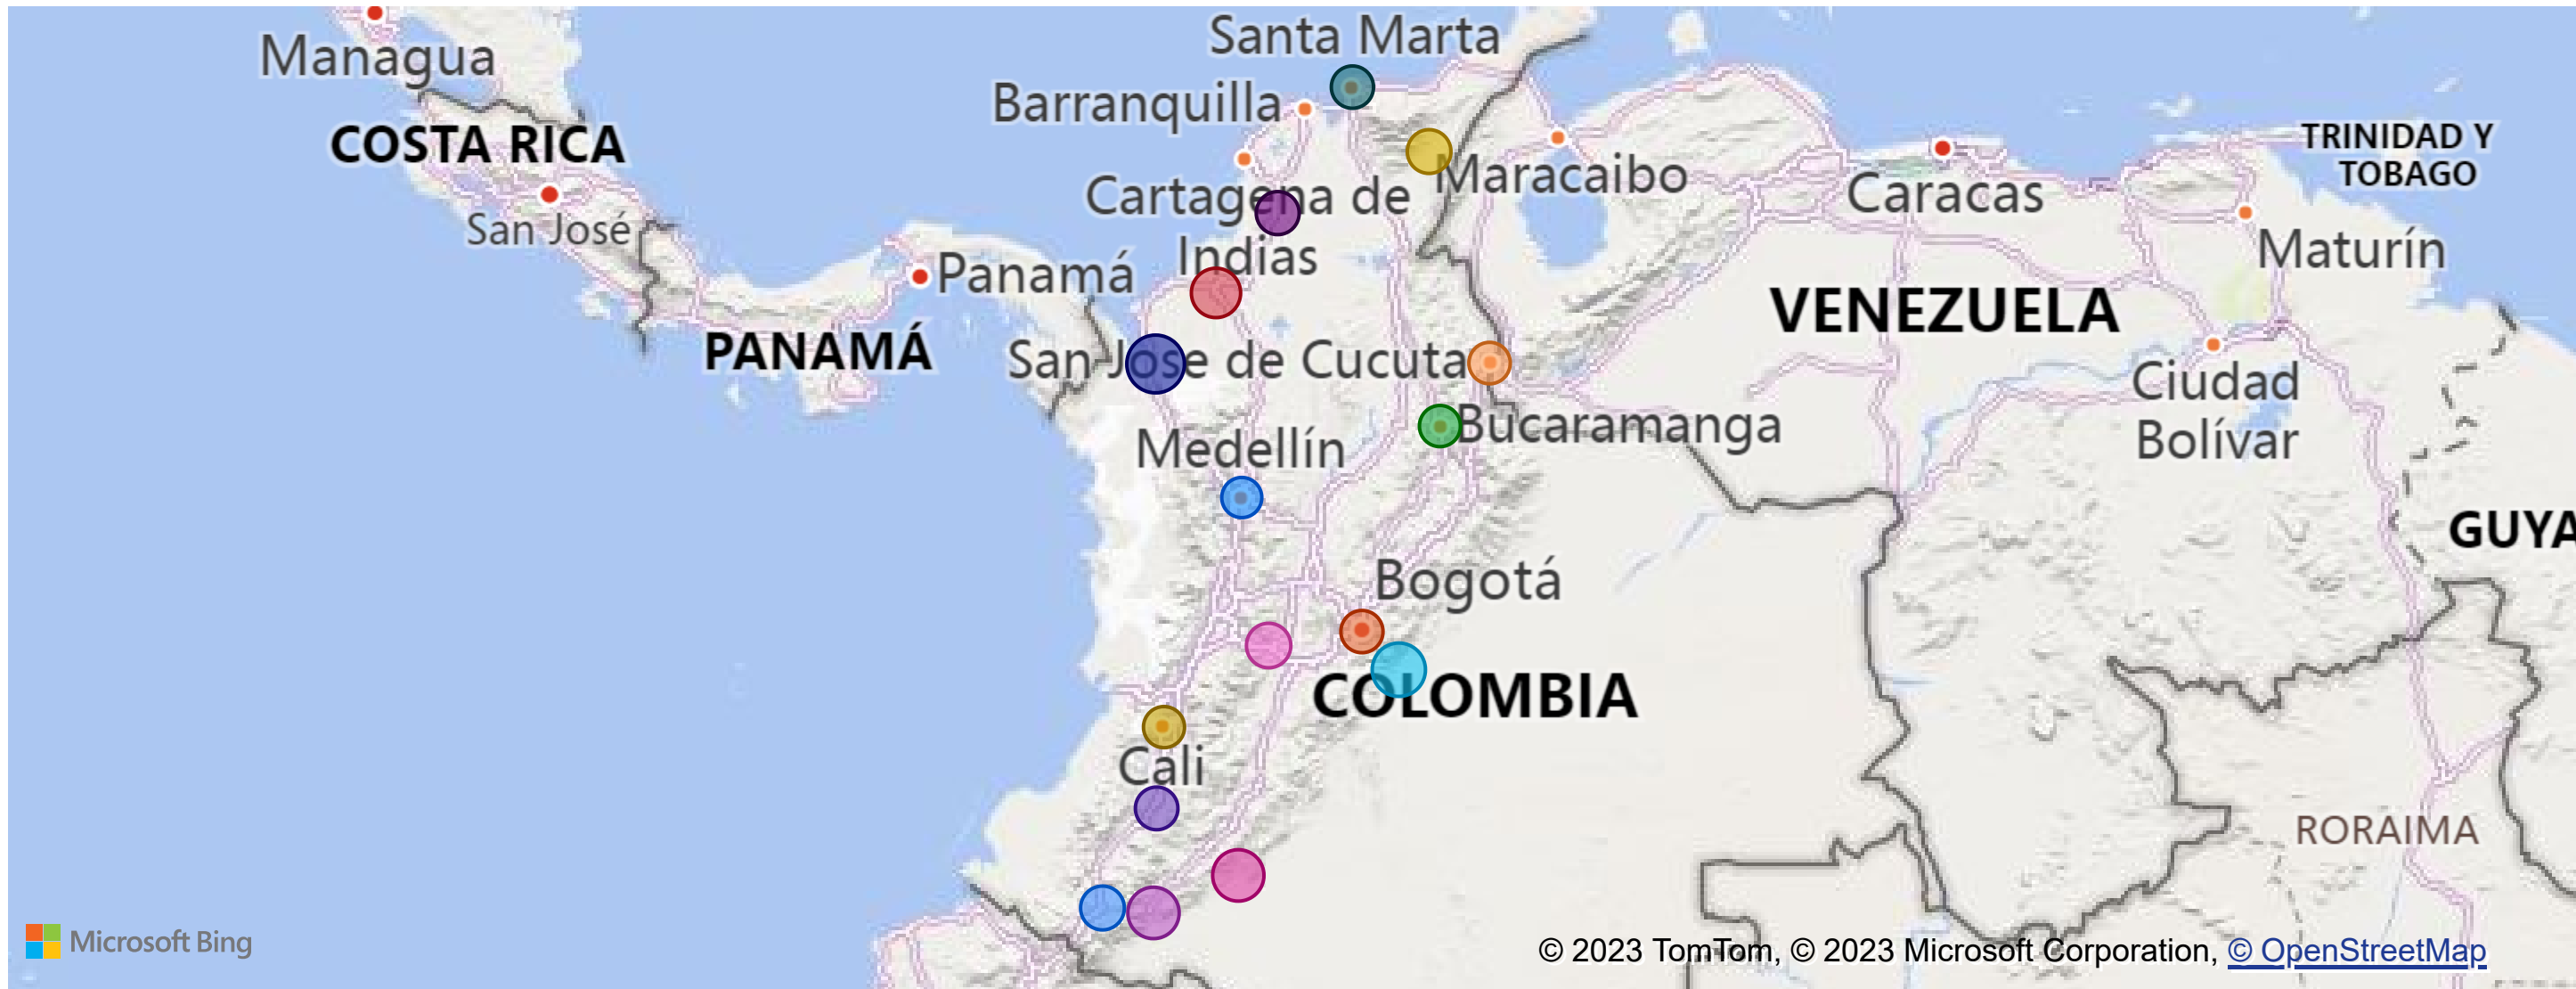 Santa Marta
Managua
Barranquilla
COSTA RICA
TRINIDAD Y
TOBAGO
Maracaibo
Caracas
Cartagena de
Indias
San José
Maturín
Panamá
VENEZUELA
PANAMÁ
San Jose de Cucuta
Ciudad
Bolívar
Bucaramanga
Medellín
GUYA
Bogotá
COLOMBIA
Cali
RORAIMA
Microsoft Bing
© 2023 TomTom, © 2023 Microsoft Corporation, © OpenStreetMap